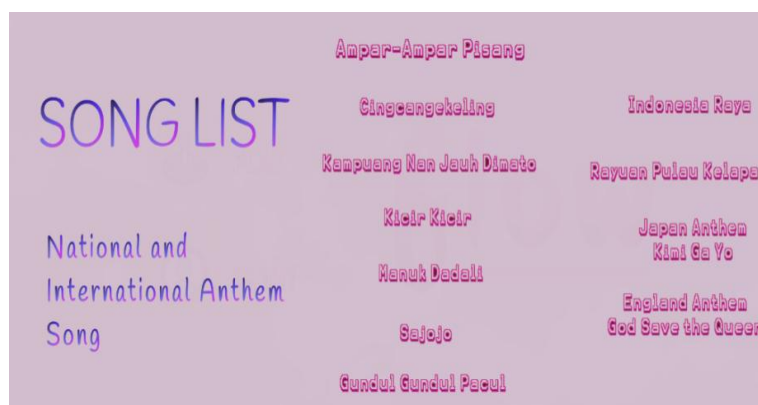 SONG LIST
National and
International Anthem
Song
Ampar-Ampar Pisang
Cingcangkeling
Kampuang Nan Jauh Dimato
Kicir Kicir
Manuk Dadali
Sajojo
Gundul Gundul Pacul
Indonesia Raya
Rayuan Pulau Kelapa
Japan Anthem
Kimi Ga Yo
England Anthem
God Save the Queen